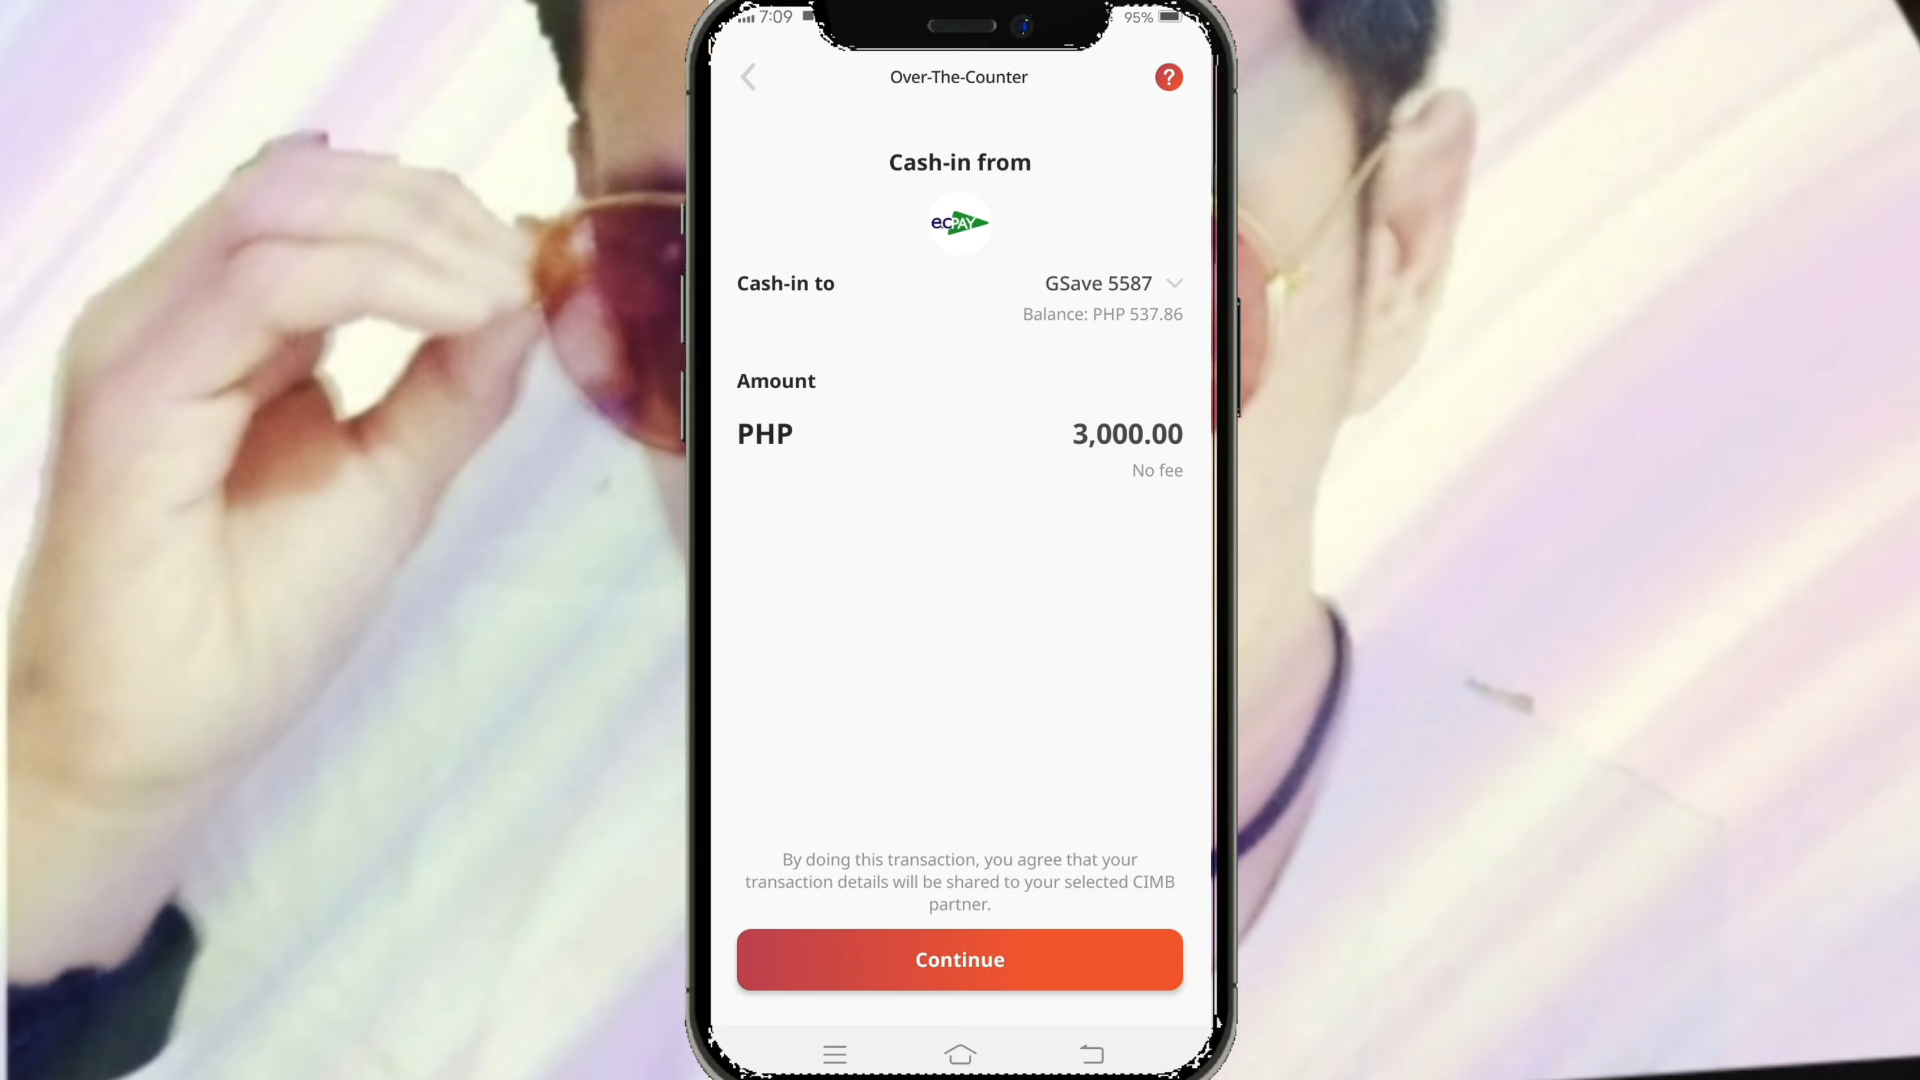 7:09
95%
Over-The-Counter
?
Cash-in from
ecPAY
Cash-in to
GSave 5587
Balance: PHP 537.86
Amount
PHP 3,000.00
No fee
By doing this transaction, you agree that your
transaction details will be shared to your selected CIMB
partner.
Continue